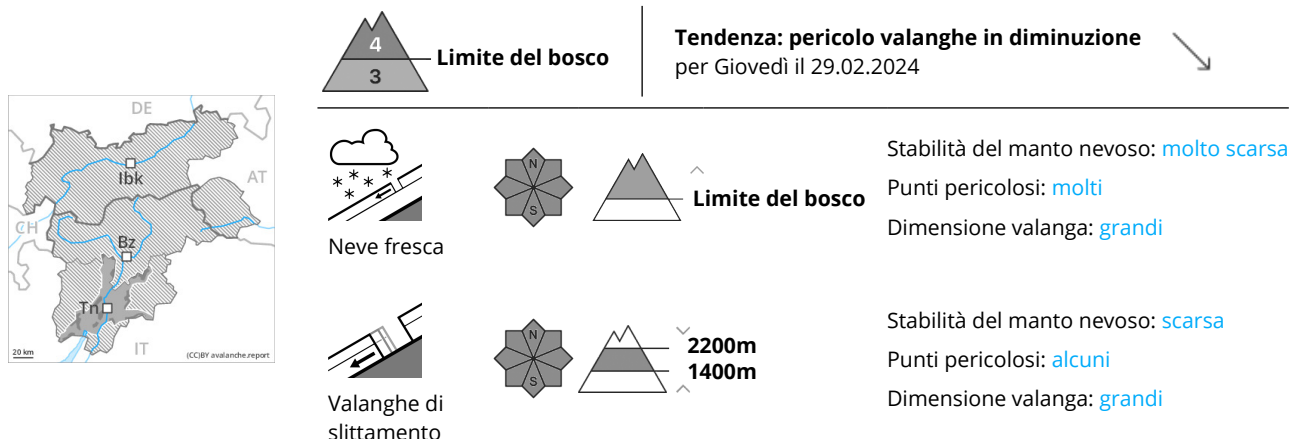 4
3
Limite del bosco
Tendenza: pericolo valanghe in diminuzione
per Giovedì il 29.02.2024
DE
Ibk
AT
CH
Bz
Tn
IT
20 km
(CC)BY avalanche.report
Neve fresca
N
S
Limite del bosco
Stabilità del manto nevoso: molto scarsa
Punti pericolosi: molti
Dimensione valanga: grandi
Valanghe di
slittamento
N
S
2200m
1400m
Stabilità del manto nevoso: scarsa
Punti pericolosi: alcuni
Dimensione valanga: grandi